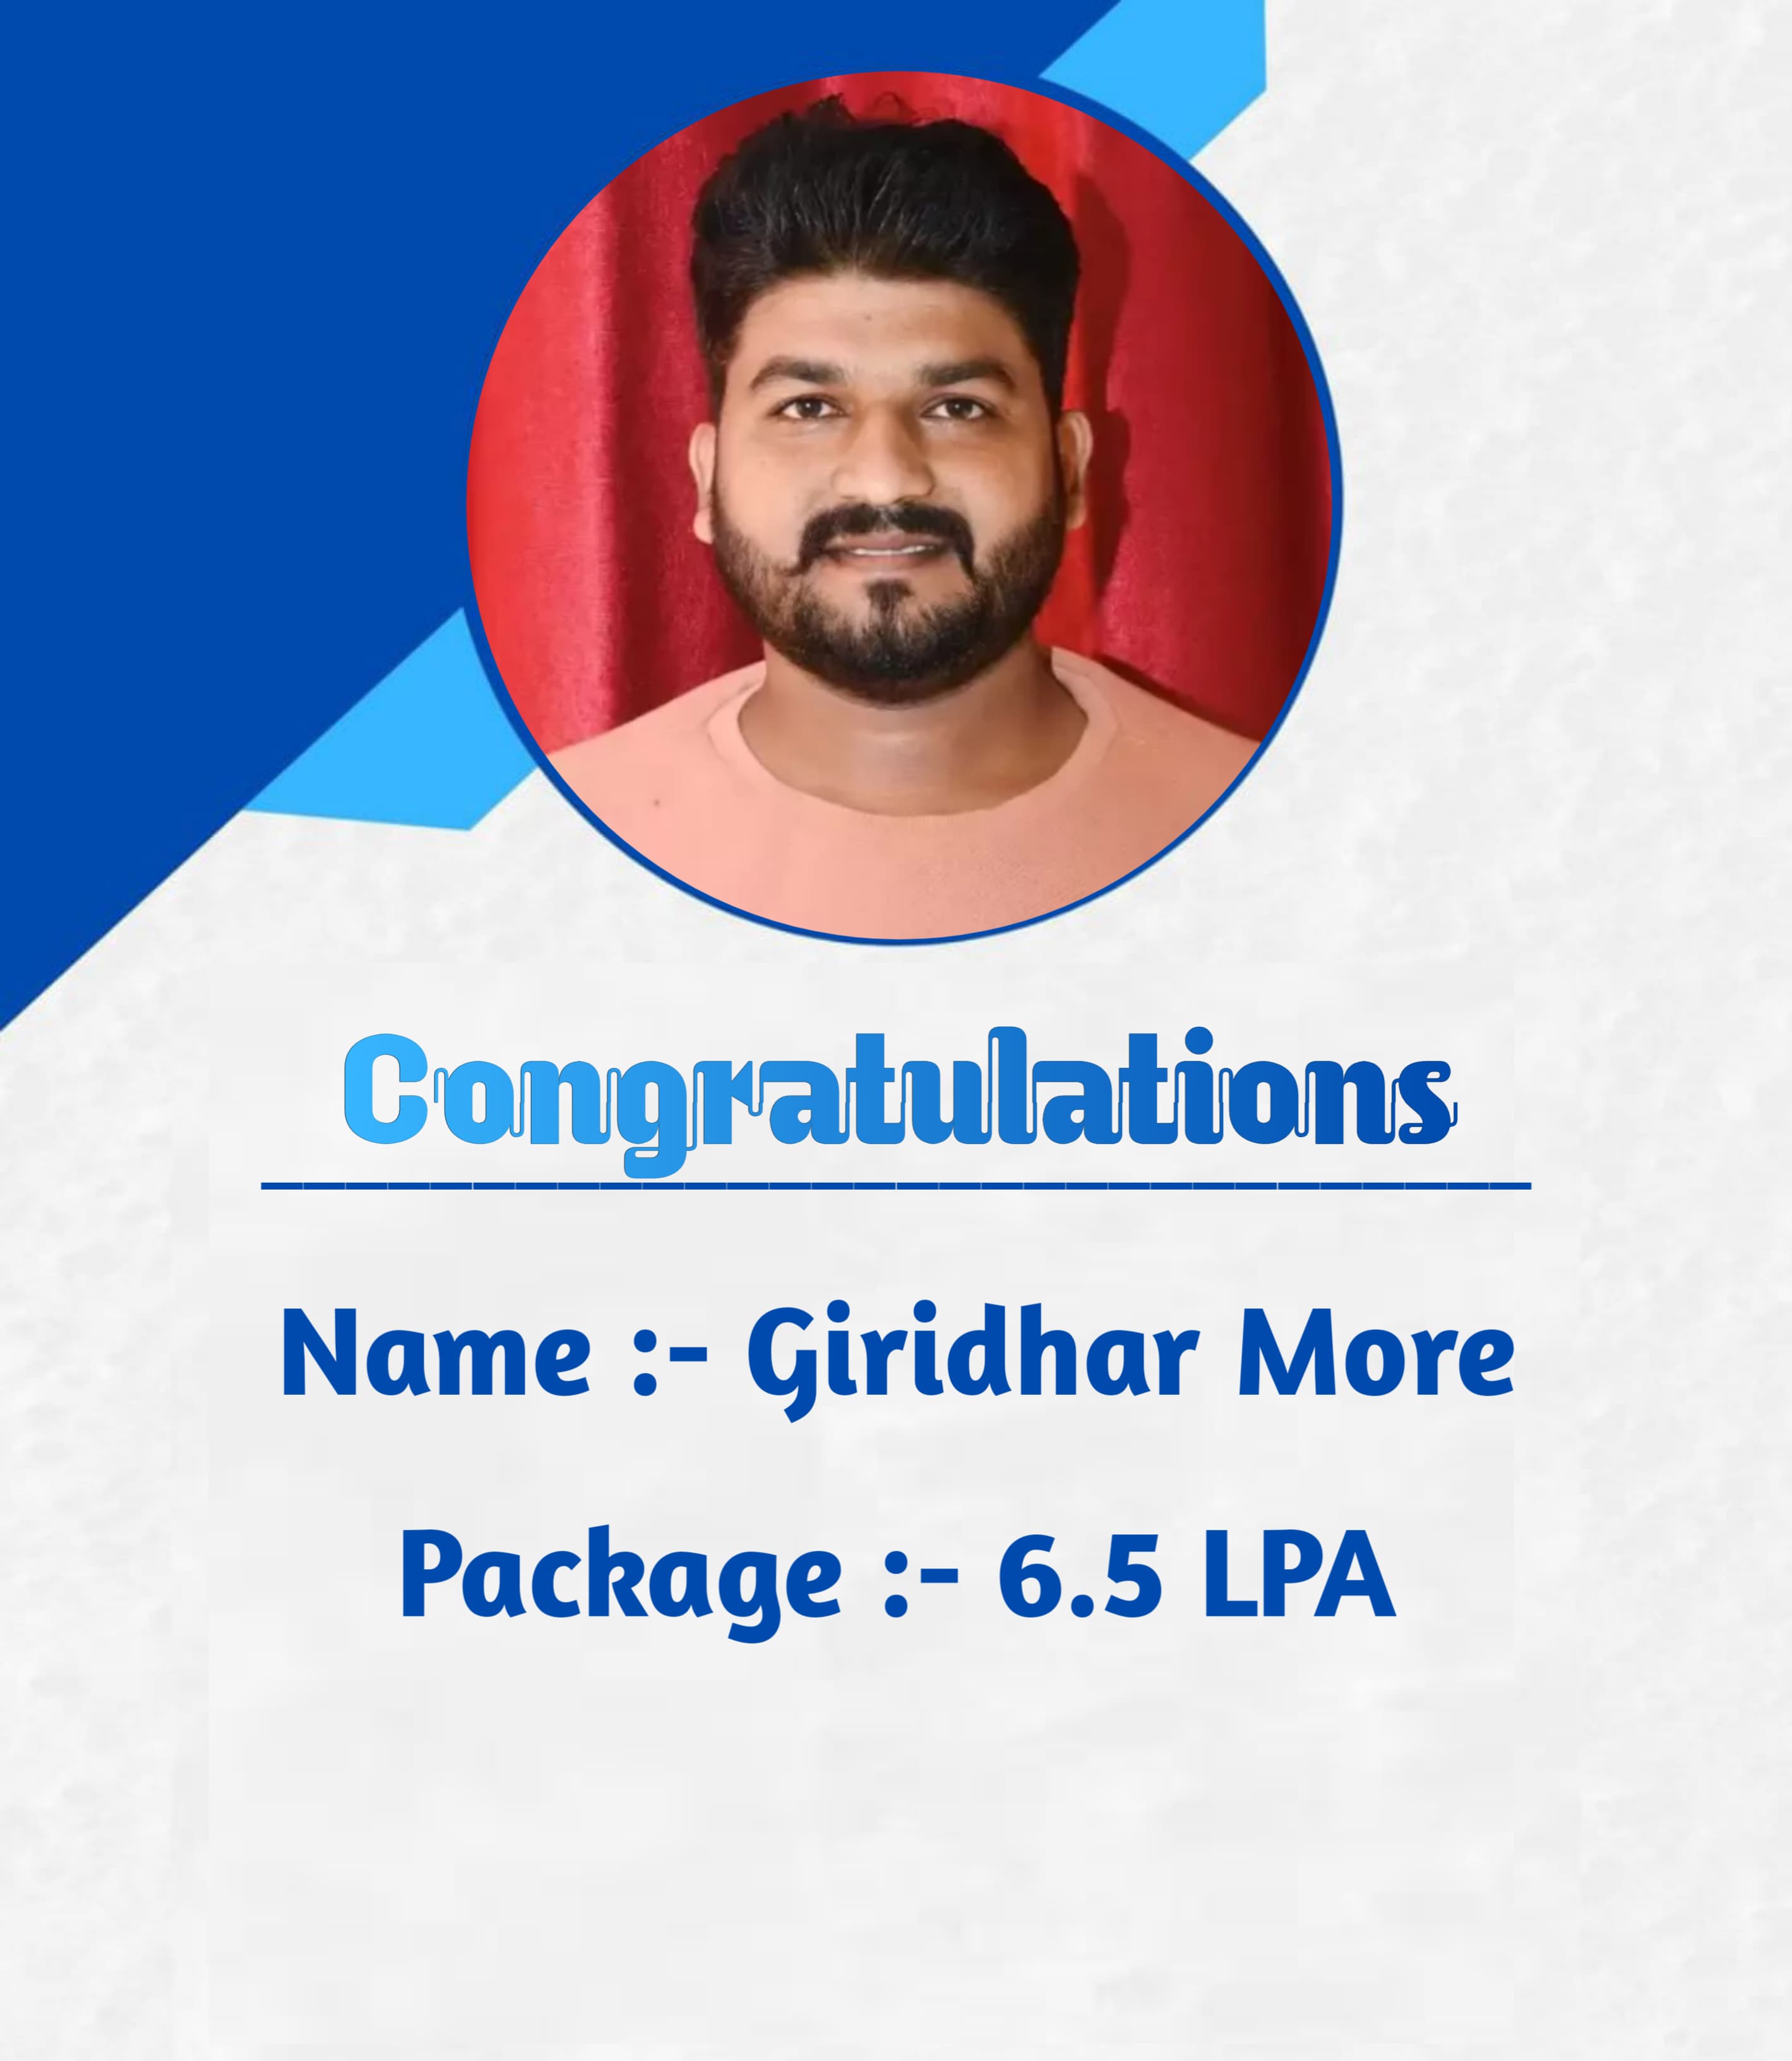 Congratulations
Name :- Giridhar More
Package :- 6.5 LPA